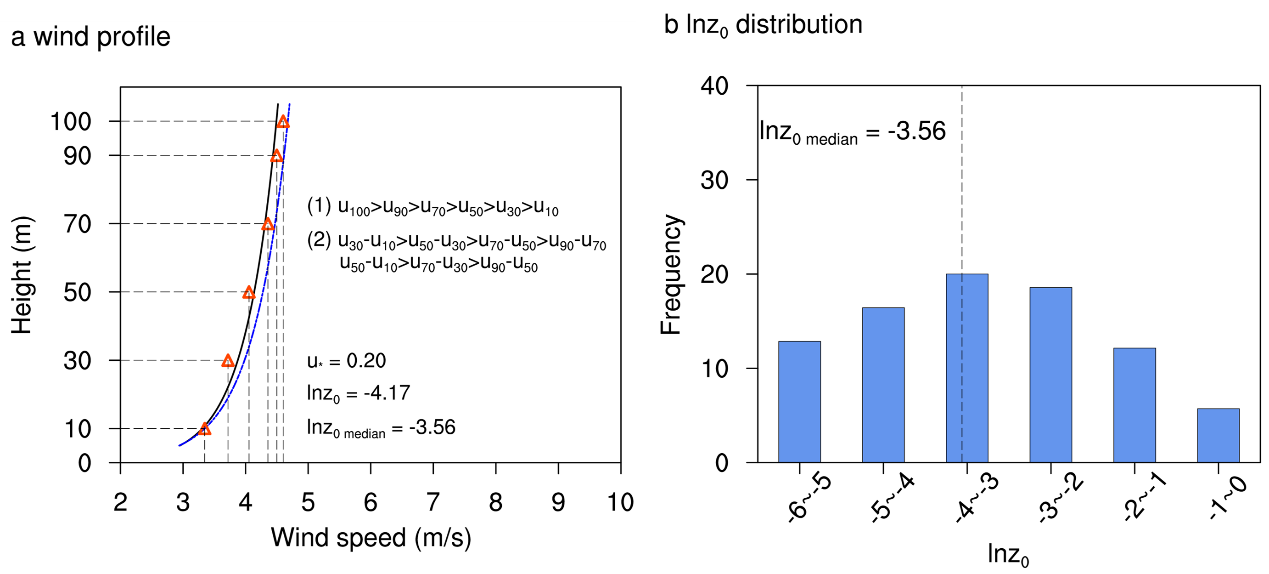 a wind profile
100
90
70
50
30
10
0
Height (m)
2 3 4 5 6 7 8 9 10
Wind speed (m/s)
(1) u100>u90>u70>u50>u30>u10
(2) u30-u10>u50-u30>u70-u50>u90-u70
u50-u10>u70-u30>u90-u50
u* = 0.20
lnz0 = -4.17
lnz0 median = -3.56
b lnz0 distribution
40
30
20
10
0
Frequency
lnz0 median = -3.56
-6~-5 -5~-4 -4~-3 -3~-2 -2~-1 -1~0
lnz0